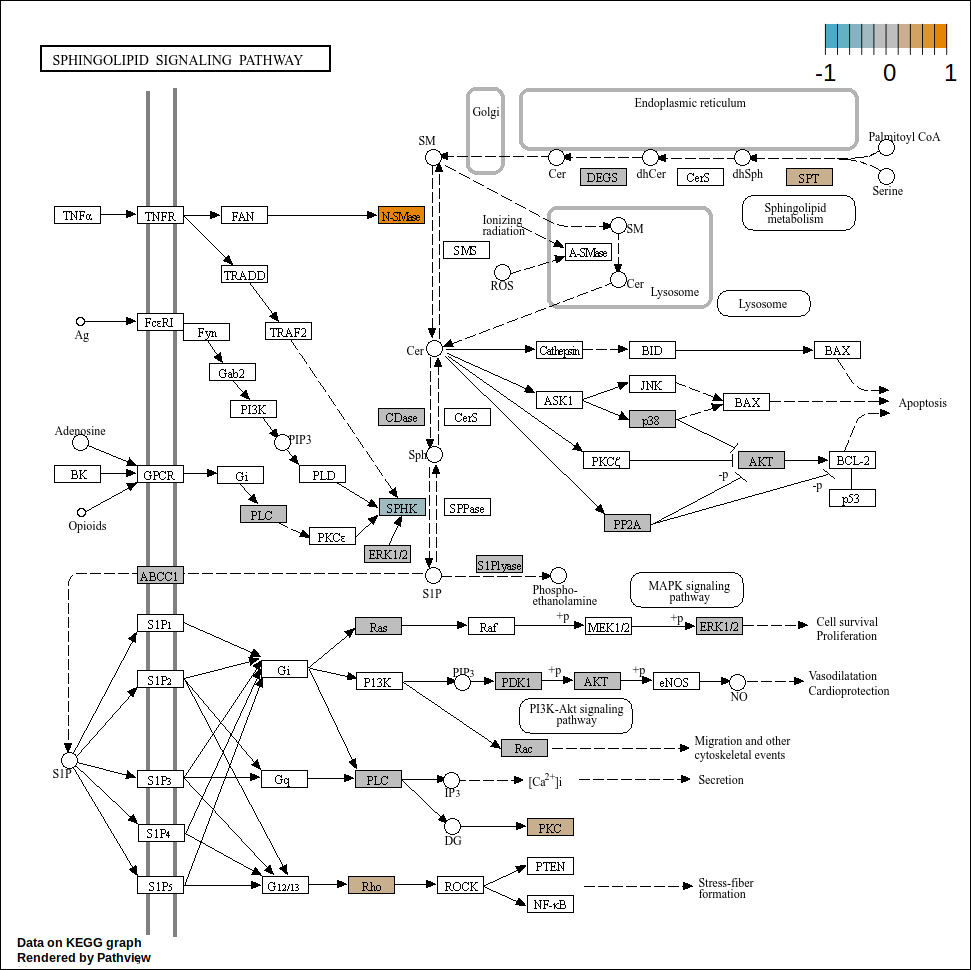 SPHINGOLIPID SIGNALING PATHWAY
-1 0 1
Golgi
Endoplasmic reticulum
SM
Palmitoyl CoA
Cer
dhCer
dhSph
DEGS
CerS
SPT
Serine
Sphingolipid
metabolism
TNFα
TNFR
FAN
N-SMase
Ionizing
radiation
SM
SMS
A-SMase
TRADD
ROS
Cer
Lysosome
Lysosome
FcεRI
Ag
Fyn
TRAF2
Cer
Cathepsin
BID
BAX
Gab2
JNK
ASK1
BAX
Apoptosis
PI3K
CDase
CerS
p38
Adenosine
PIP3
Sph
BK
GPCR
Gi
PLD
PKCζ
AKT
BCL-2
-p
-p
p53
Opioids
PLC
SPHK
SPPase
PP2A
PKCε
ERK1/2
ABCC1
S1Plyase
S1P
Phospho-
ethanolamine
MAPK signaling
pathway
S1P1
Ras
Raf
+p
MEK1/2
+p
ERK1/2
Cell survival
Proliferation
S1P2
Gi
P13K
PIP3
PDK1
+p
AKT
+p
eNOS
NO
Vasodilatation
Cardioprotection
PI3K-Akt signaling
pathway
Rac
Migration and other
cytoskeletal events
S1P
S1P3
Gq
PLC
IP3
[Ca2+]i
Secretion
S1P4
DG
PKC
S1P5
G12/13
Rho
ROCK
PTEN
NF-κB
Stress-fiber
formation
Data on KEGG graph
Rendered by Pathview